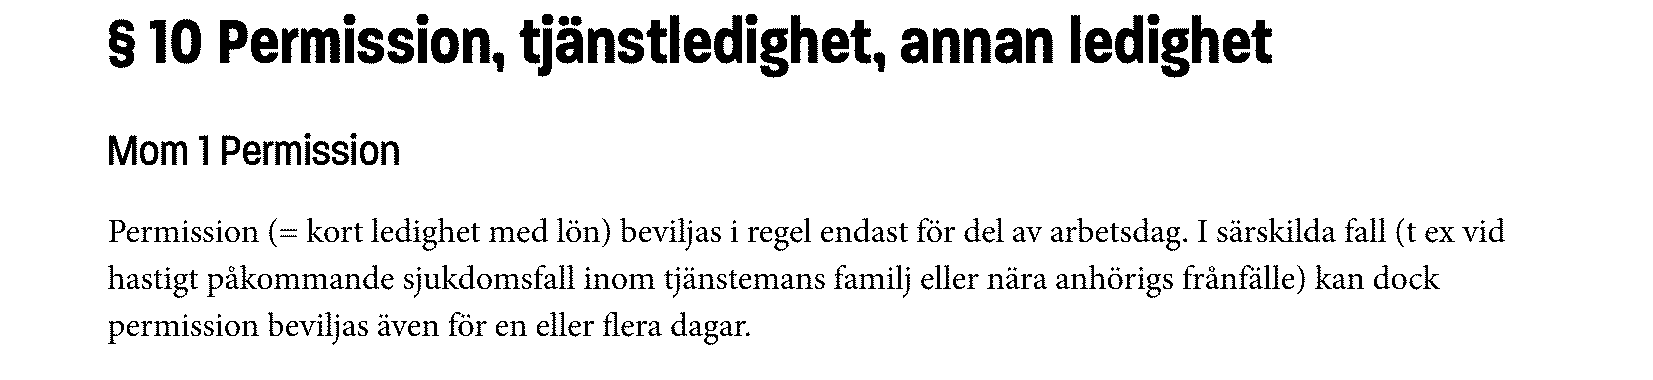 § 10 Permission, tjänstledighet, annan ledighet
Mom 1 Permission
Permission (= kort ledighet med lön) beviljas i regel endast för del av arbetsdag. I särskilda fall (t ex vid
hastigt påkommande sjukdomsfall inom tjänstemans familj eller nära anhörigs frånfälle) kan dock
permission beviljas även för en eller flera dagar.